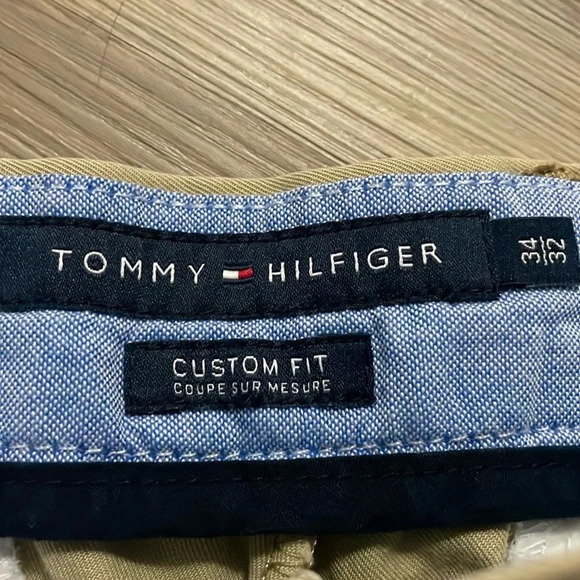 TOMMY HILFIGER
34
32
CUSTOM FIT
COUPE SUR MESURE